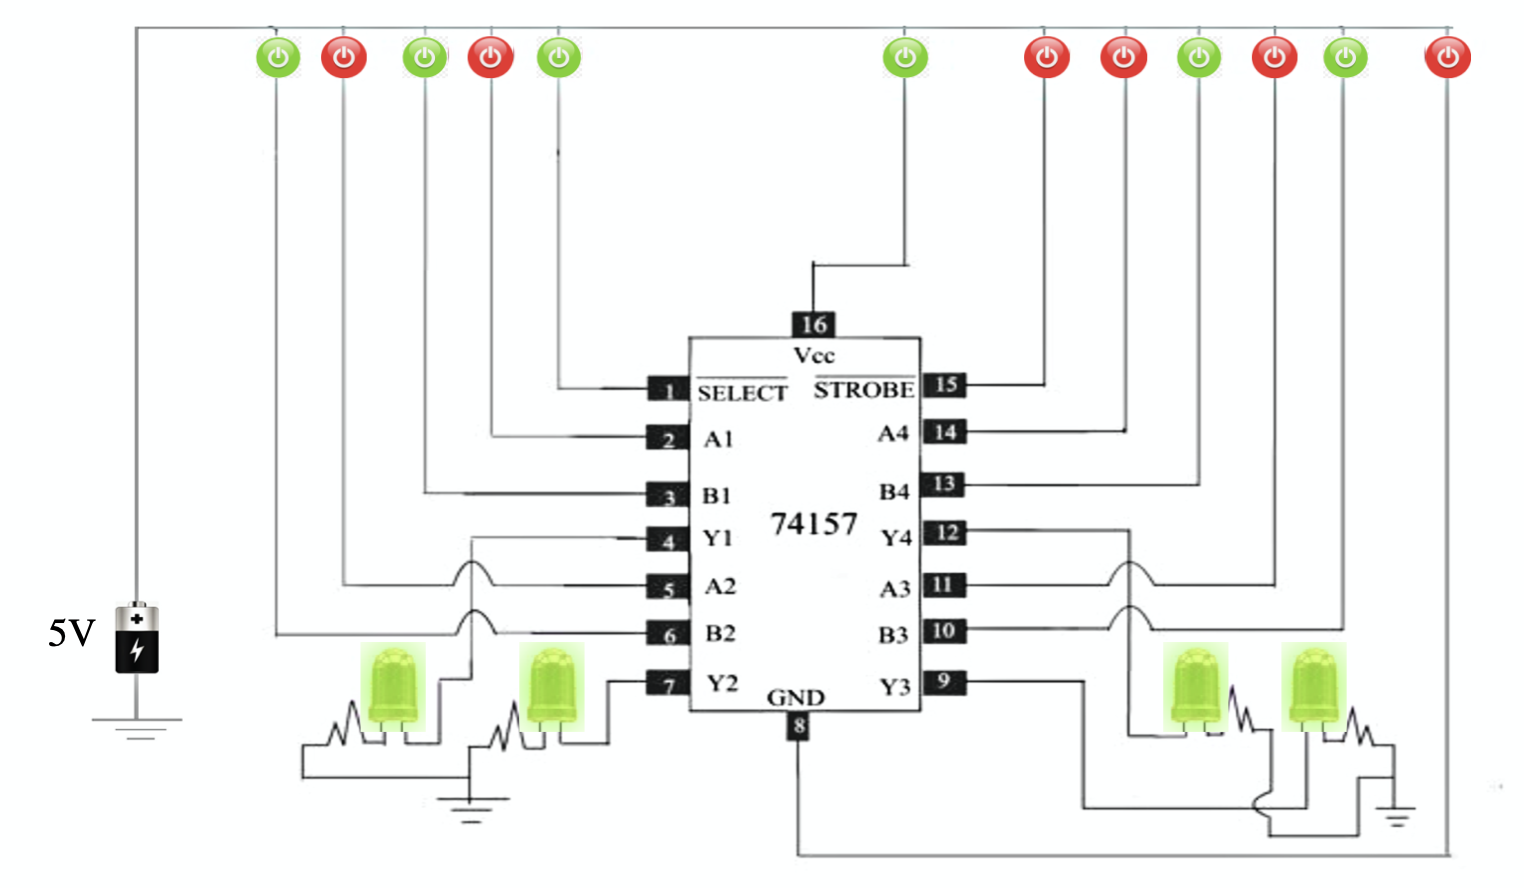 16
Vcc
1 SELECT STROBE 15
2 A1 A4 14
3 B1 B4 13
74157
4 Y1 Y4 12
5 A2 A3 11
6 B2 B3 10
7 Y2 Y3 9
GND
8
5V